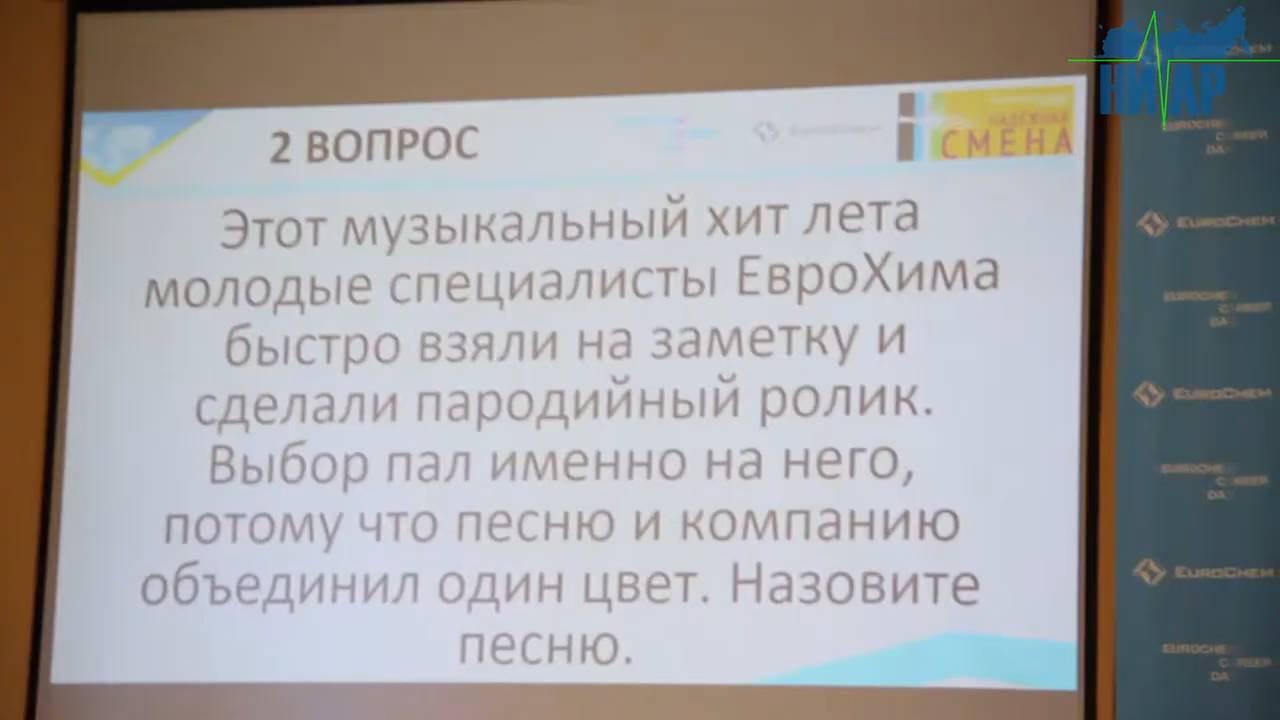 НИАР
2 ВОПРОС
НАДЕЖНАЯ
СМЕНА
Этот музыкальный хит лета
молодые специалисты ЕвроХима
быстро взяли на заметку и
сделали пародийный ролик.
Выбор пал именно на него,
потому что песню и компанию
объединил один цвет. Назовите
песню.
EUROCHEM
EUROCHEM
EUROCHEM